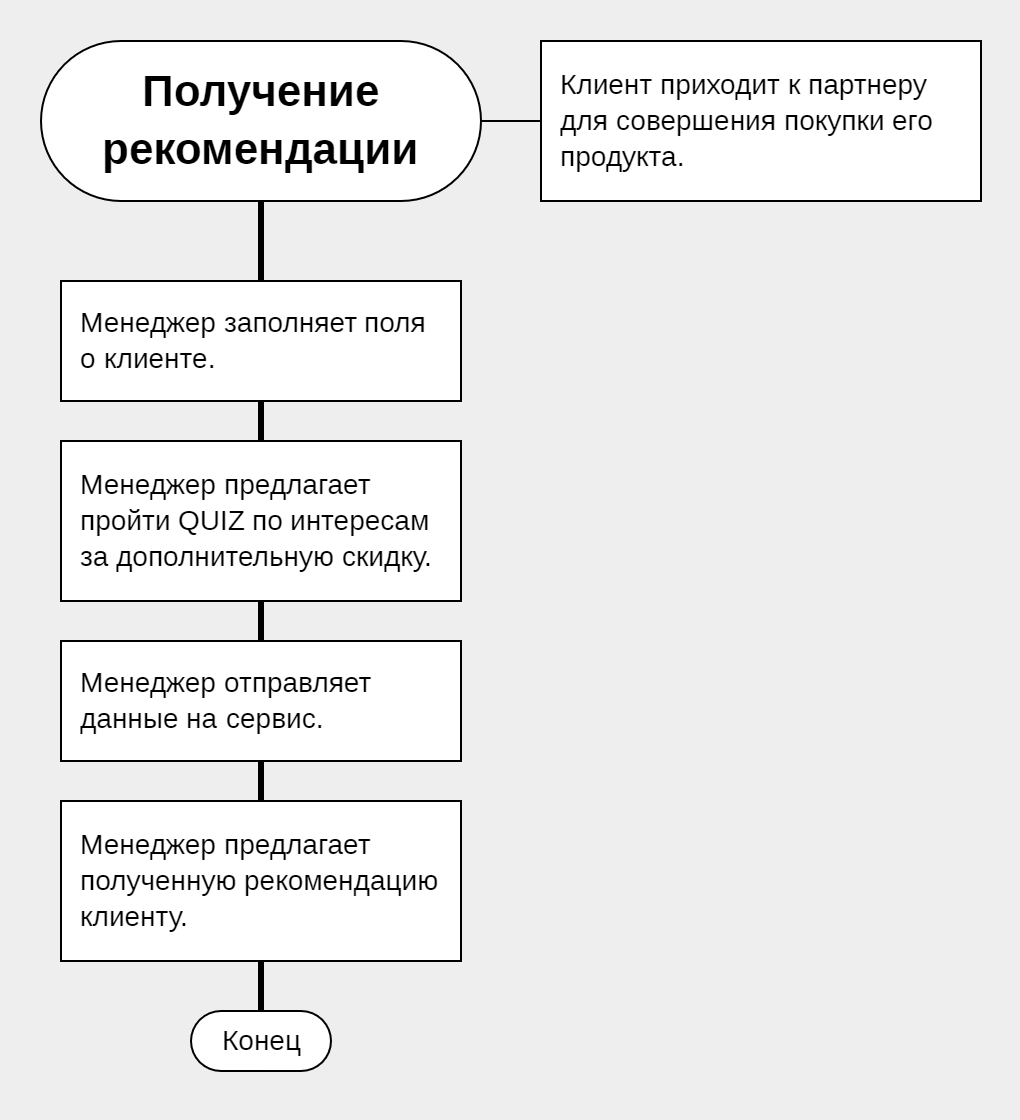 Получение
рекомендации
Клиент приходит к партнеру
для совершения покупки его
продукта.
Менеджер заполняет поля
о клиенте.
Менеджер предлагает
пройти QUIZ по интересам
за дополнительную скидку.
Менеджер отправляет
данные на сервис.
Менеджер предлагает
полученную рекомендацию
клиенту.
Конец